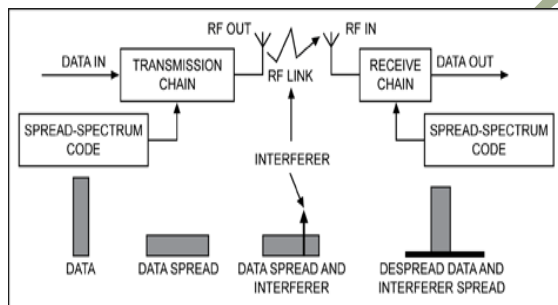 RF OUT
RF IN
DATA IN
TRANSMISSION
CHAIN
RF LINK
RECEIVE
CHAIN
DATA OUT
SPREAD-SPECTRUM
CODE
INTERFERER
SPREAD-SPECTRUM
CODE
DATA
DATA SPREAD
DATA SPREAD AND
INTERFERER
DESPREAD DATA AND
INTERFERER SPREAD